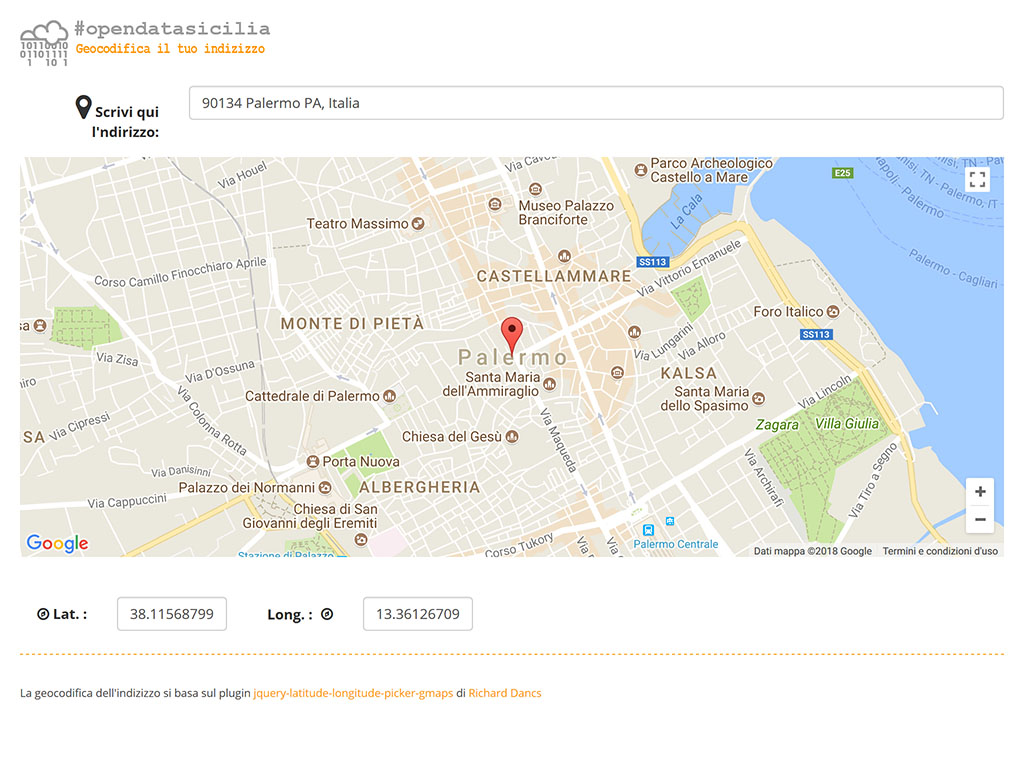 #opendatasicilia
Geocodifica il tuo indizizzo
10110010
01101111
1 10 1
Scrivi qui
l'ndirizzo:
90134 Palermo PA, Italia
Via Houel
Via Cavou
Parco Archeologico
Castello a Mare
E25
Napoli - Palermo
nisi, TN - Palermo, IT
TN - Pa
Museo Palazzo
Branciforte
La Cala
Teatro Massimo
Palermo - Cagliari
Corso Camillo Finocchiaro Aprile
CASTELLAMMARE
SS113
Via Vittorio Emanuele
Foro Italico
sa
MONTE DI PIETÀ
SS113
Via Lungarini
Via Alloro
Palermo
Via Zisa
Via D'Ossuna
Santa Maria
dell'Ammiraglio
KALSA
Santa Maria
dello Spasimo
Via Lincoln
Cattedrale di Palermo
Via Colonna Rotta
Via Maqueda
Zagara
Villa Giulia
SA
Via Cipressi
Chiesa del Gesù
Porta Nuova
Via Danisinni
Palazzo dei Normanni
ALBERGHERIA
Via Archirafi
Via Tiro a Segno
Via Cappuccini
Chiesa di San
Giovanni degli Eremiti
+
−
Google
Stazione di Palazzo
Corso Tukory
Via
Via
Palermo Centrale
Dati mappa ©2018 Google
Termini e condizioni d'uso
Lat. :
38.11568799
Long. :
13.36126709
La geocodifica dell'indizizzo si basa sul plugin jquery-latitude-longitude-picker-gmaps di Richard Dancs